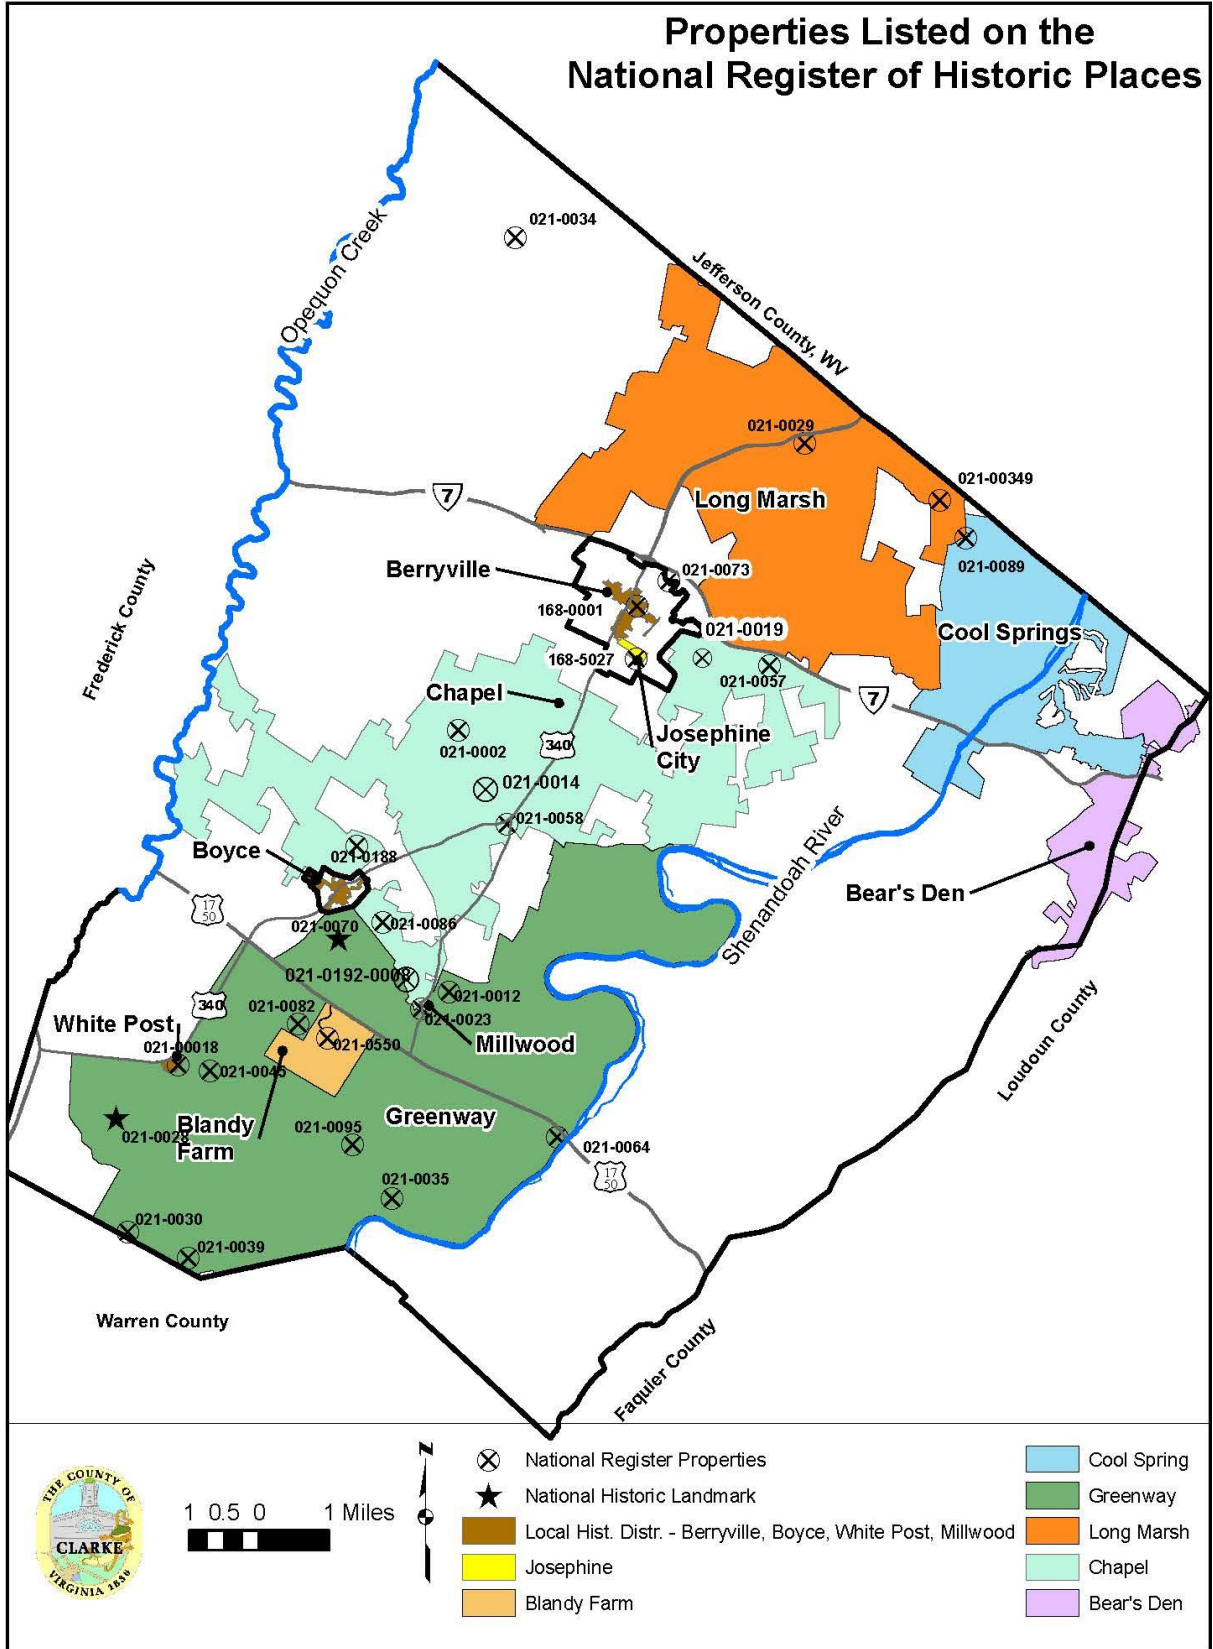 Properties Listed on the
National Register of Historic Places
021-0034
Opequon Creek
Jefferson County, WV
021-0029
021-00349
7
Long Marsh
021-0089
Berryville
021-0073
168-0001
Cool Springs
021-0019
168-5027
021-0057
Frederick County
Chapel
7
Josephine
City
340
021-0002
021-0014
021-0058
Boyce
021-0188
Shenandoah River
Bear's Den
17
50
021-0070
021-0086
021-0192-0008
340
021-0012
021-0082
021-0023
White Post
Millwood
021-00018
021-0550
021-0045
Loudoun County
Blandy
Farm
Greenway
021-0028
021-0095
021-0064
17
50
021-0035
021-0030
021-0039
Warren County
Faquier County
N
THE COUNTY OF
CLARKE
VIRGINIA 1836
1 0.5 0 1 Miles
National Register Properties
National Historic Landmark
Local Hist. Distr. - Berryville, Boyce, White Post, Millwood
Josephine
Blandy Farm
Cool Spring
Greenway
Long Marsh
Chapel
Bear's Den